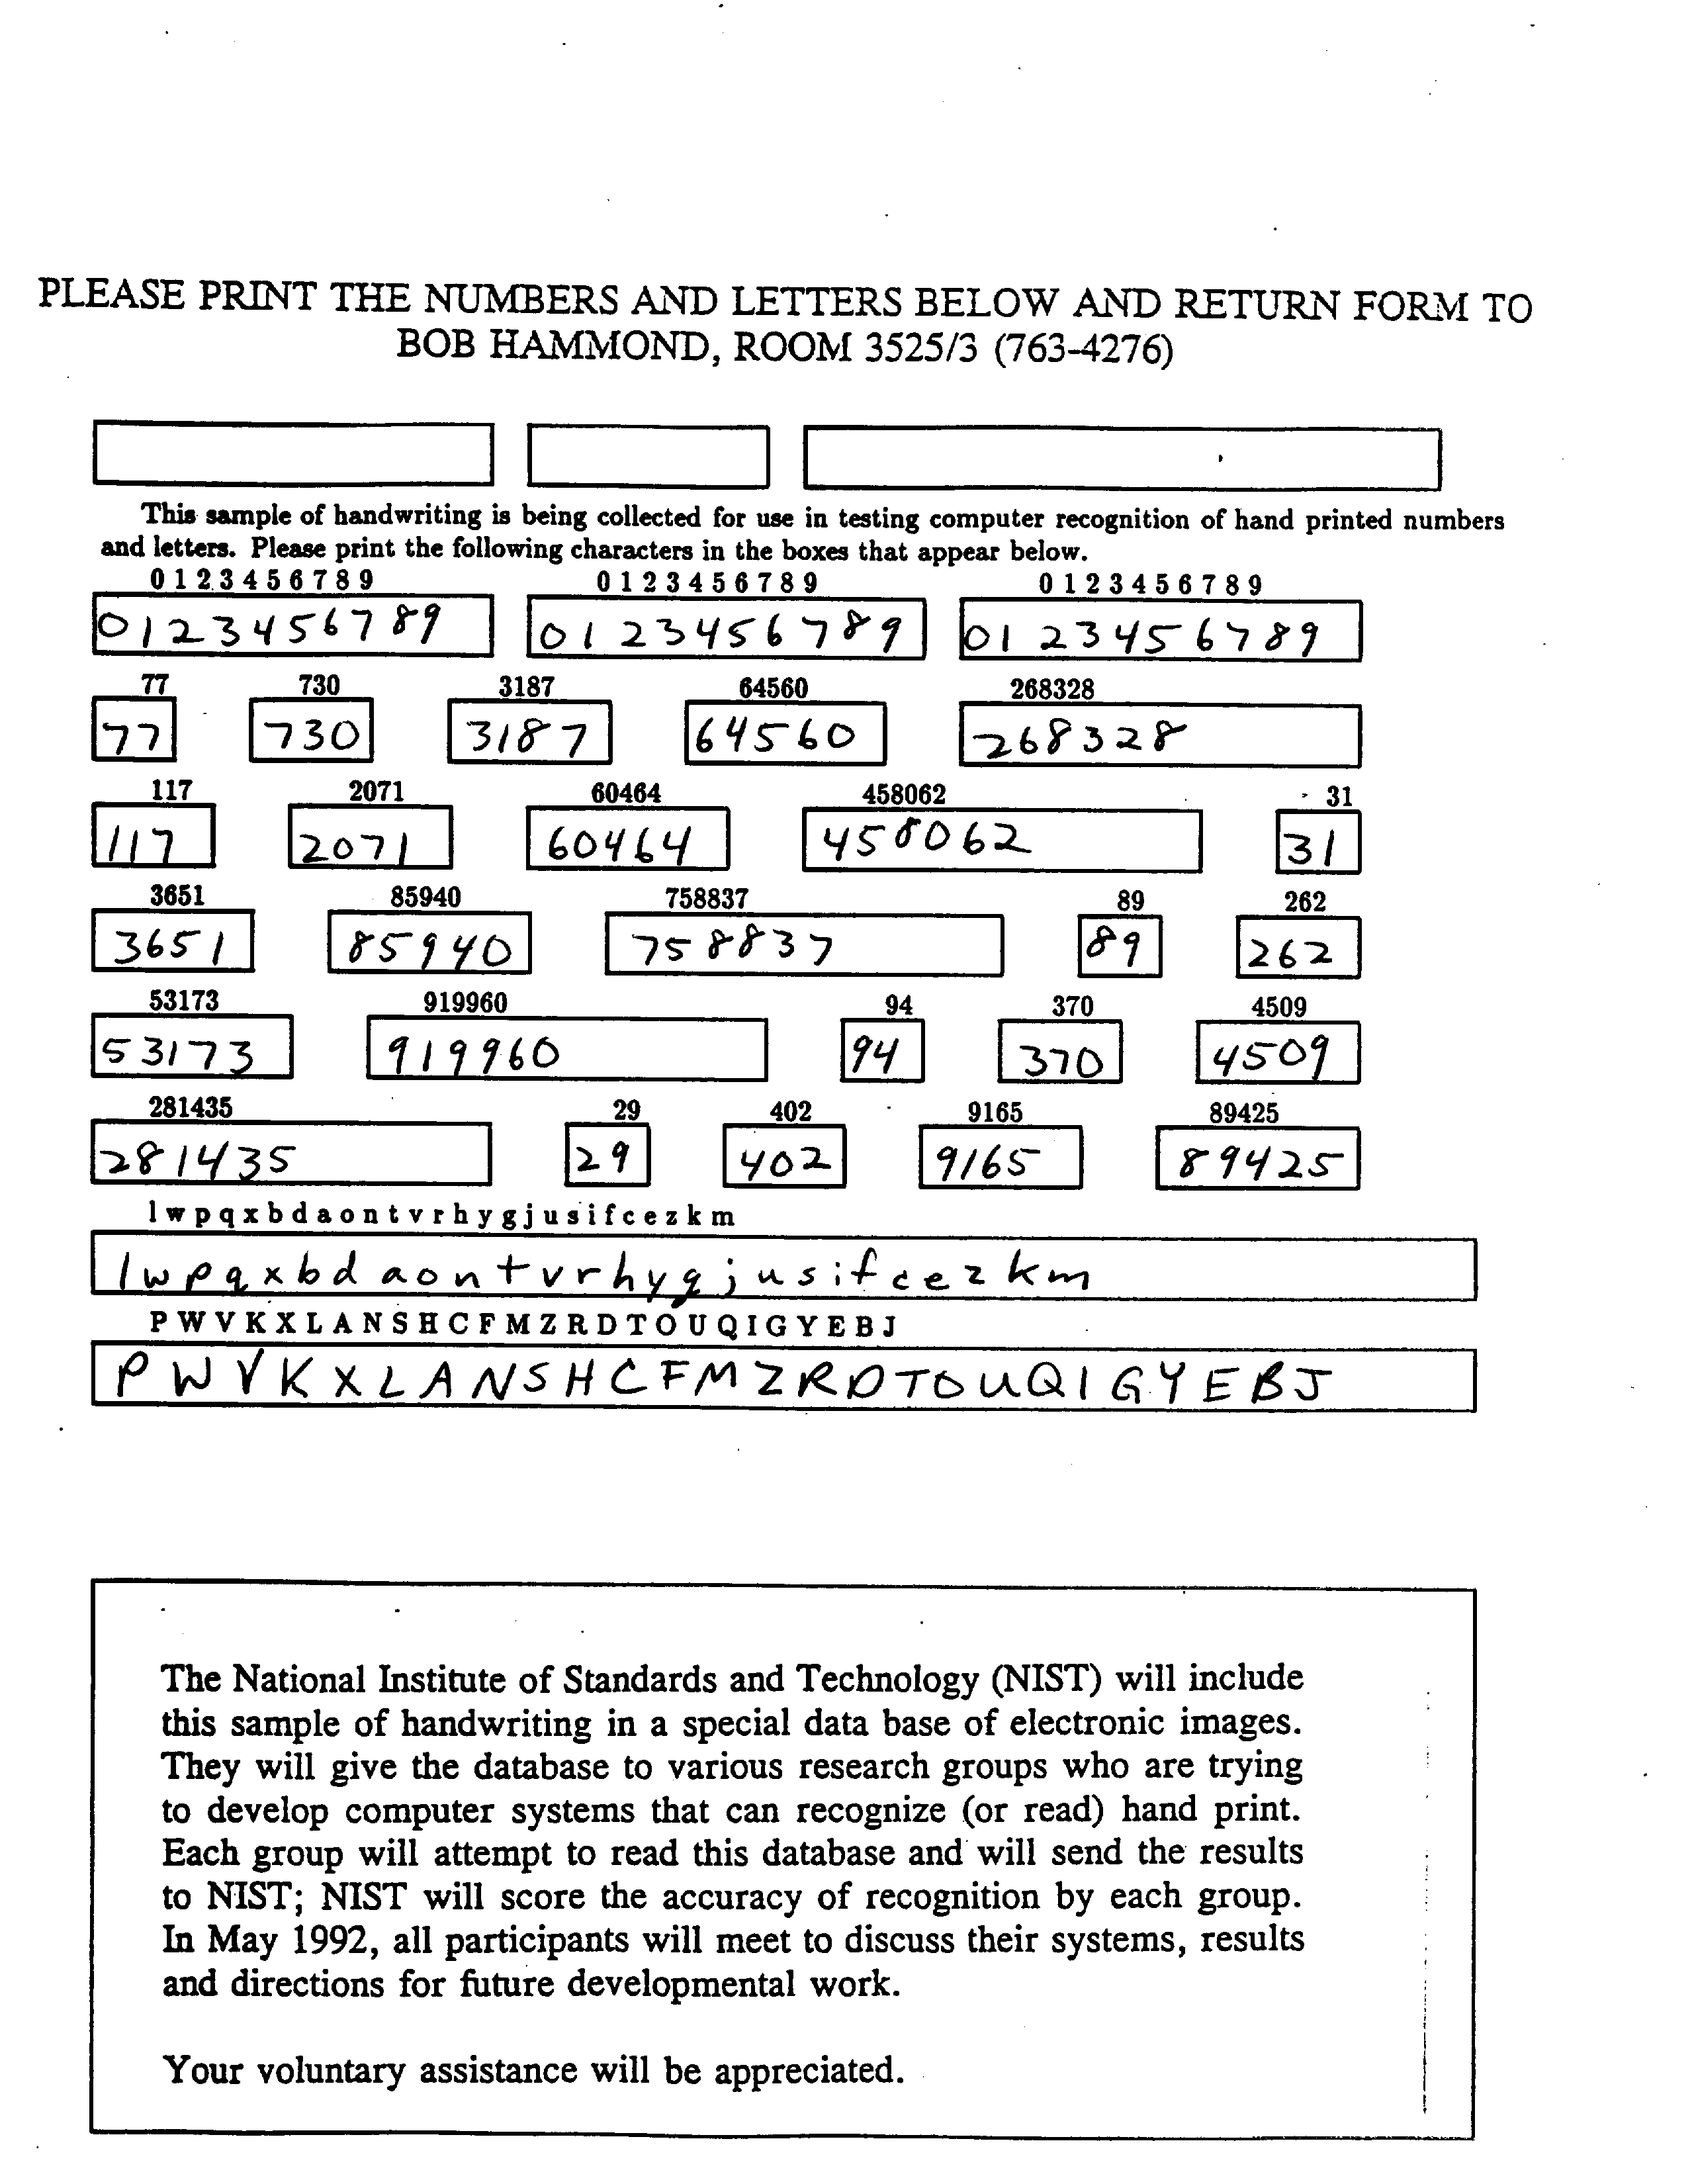 PLEASE PRINT THE NUMBERS AND LETTERS BELOW AND RETURN FORM TO
BOB HAMMOND, ROOM 3525/3 (763-4276)
This sample of handwriting is being collected for use in testing computer recognition of hand printed numbers
and letters. Please print the following characters in the boxes that appear below.
0 1 2 3 4 5 6 7 8 9 0 1 2 3 4 5 6 7 8 9 0 1 2 3 4 5 6 7 8 9
0123456789 0123456789 0123456789
77 730 3187 64560 268328
77 730 3187 64560 268328
117 2071 60464 458062 31
117 2071 60464 458062 31
3651 85940 758837 89 262
3651 85940 758837 89 262
53173 919960 94 370 4509
53173 919960 94 370 4509
281435 29 402 9165 89425
281435 29 402 9165 89425
l w p q x b d a o n t v r h y g j u s i f c e z k m
l w p q x b d a o n t v r h y g j u s i f c e z k m
P W V K X L A N S H C F M Z R D T O U Q I G Y E B J
P W V K X L A N S H C F M Z R D T O U Q I G Y E B J
The National Institute of Standards and Technology (NIST) will include
this sample of handwriting in a special data base of electronic images.
They will give the database to various research groups who are trying
to develop computer systems that can recognize (or read) hand print.
Each group will attempt to read this database and will send the results
to NIST; NIST will score the accuracy of recognition by each group.
In May 1992, all participants will meet to discuss their systems, results
and directions for future developmental work.
Your voluntary assistance will be appreciated.